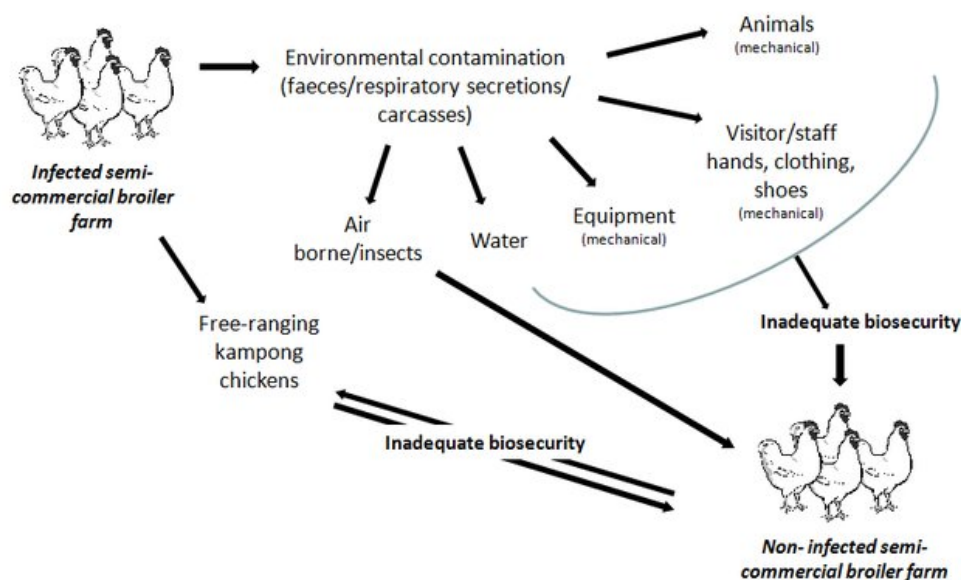 Animals
(mechanical)
Environmental contamination
(faeces/respiratory secretions/
carcasses)
Visitor/staff
hands, clothing,
shoes
(mechanical)
Infected semi-
commercial broiler
farm
Air
borne/insects
Water
Equipment
(mechanical)
Inadequate biosecurity
Free-ranging
kampong
chickens
Inadequate biosecurity
Non- infected semi-
commercial broiler farm